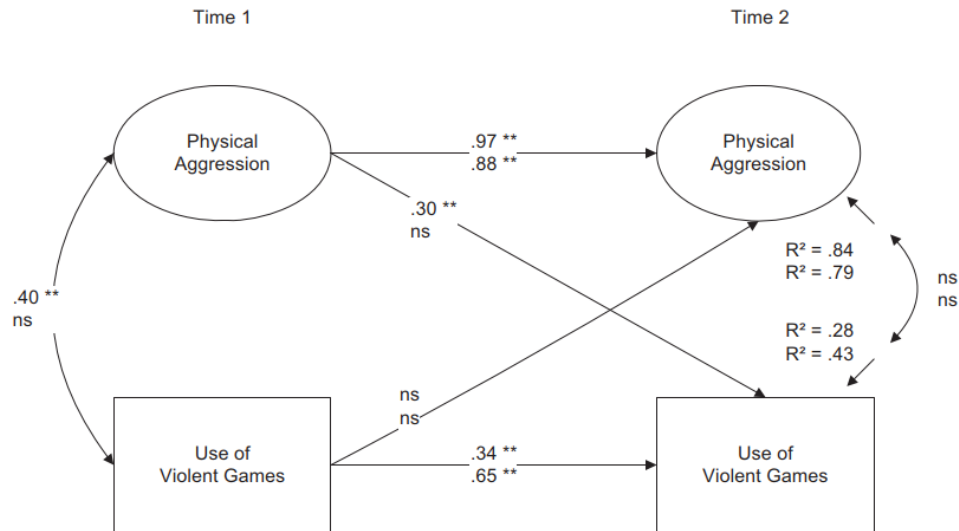 Time 1
Time 2
Physical
Aggression
.97 **
.88 **
Physical
Aggression
.30 **
ns
R² = .84
R² = .79
ns
ns
.40 **
ns
R² = .28
R² = .43
ns
ns
Use of
Violent Games
.34 **
.65 **
Use of
Violent Games